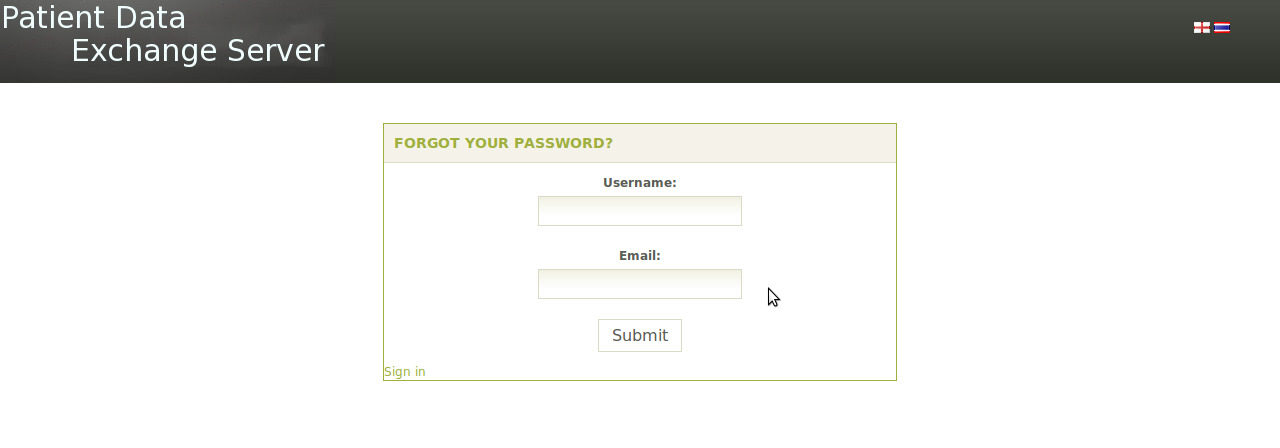 Patient Data
Exchange Server
FORGOT YOUR PASSWORD?
Username:
Email:
Submit
Sign in